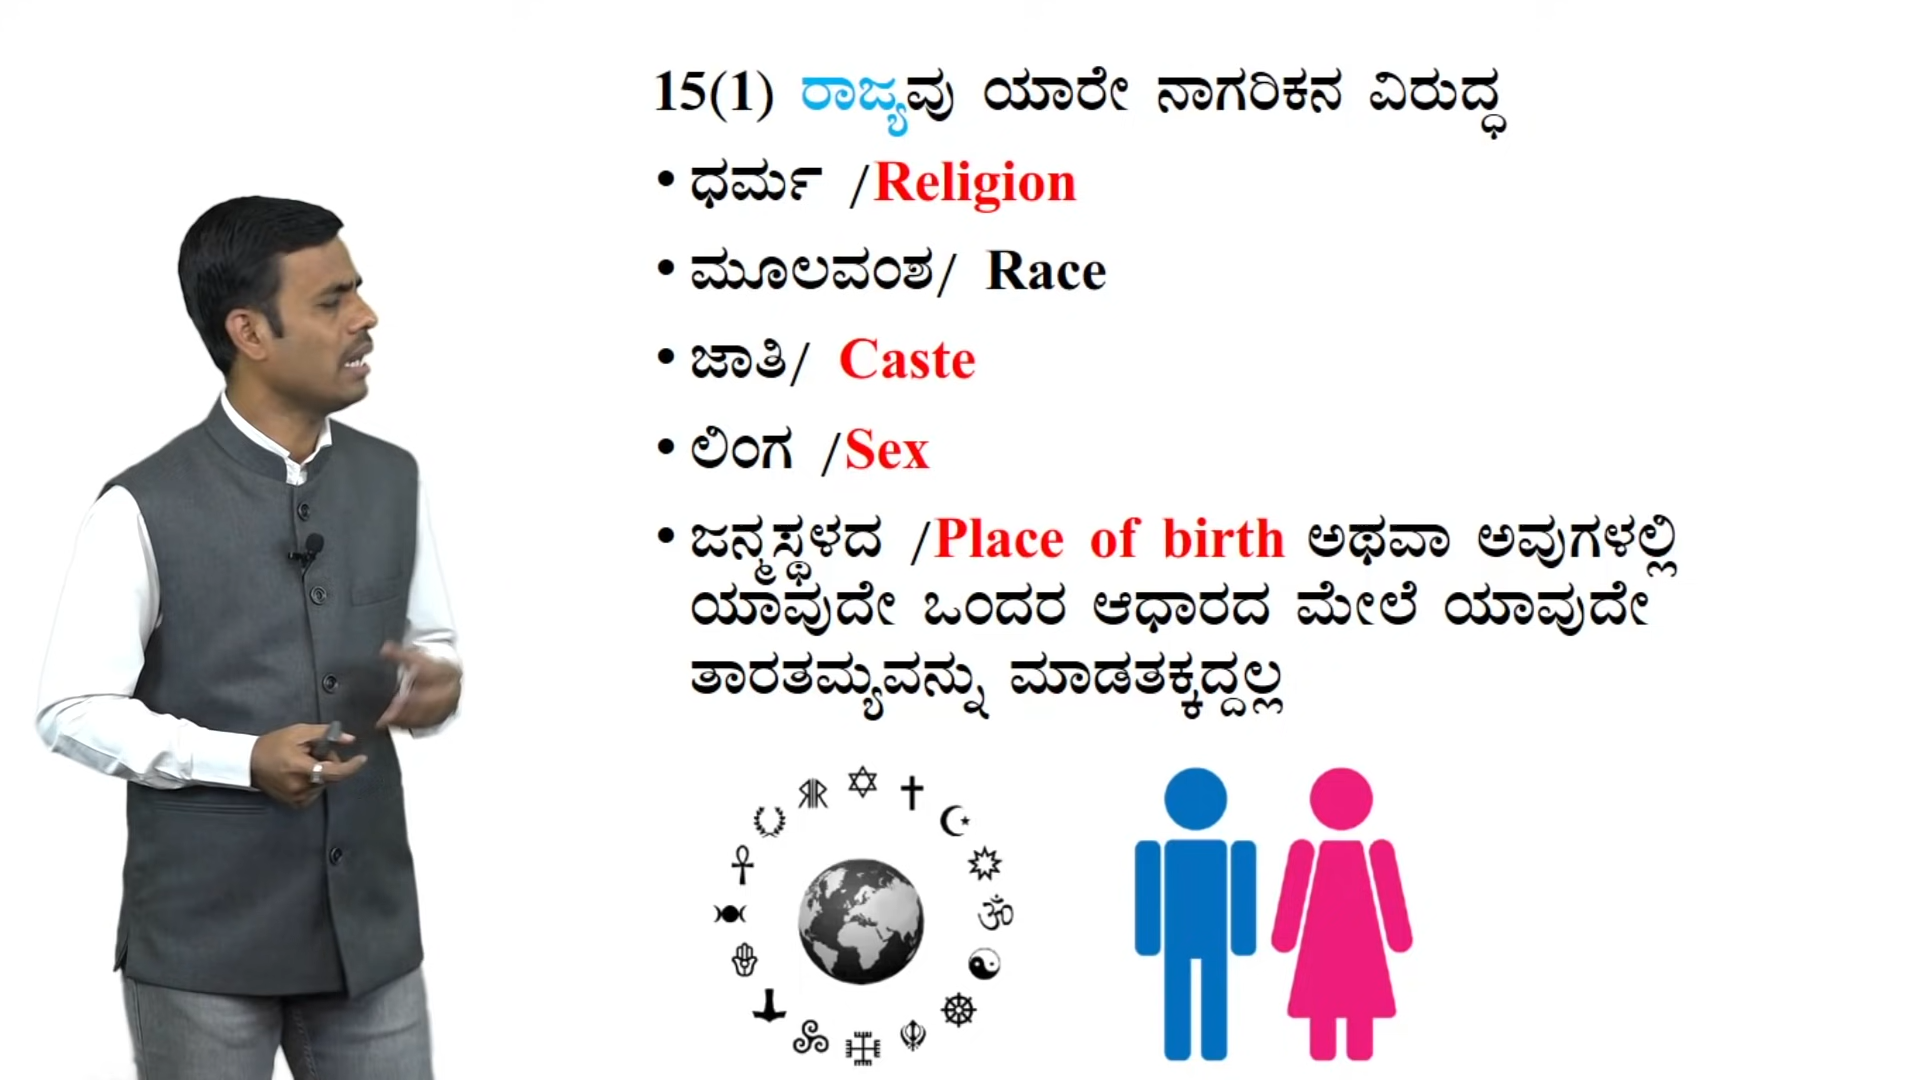 15(1) ರಾಜ್ಯವು ಯಾರೇ ನಾಗರಿಕನ ವಿರುದ್ಧ
• ಧರ್ಮ /Religion
• ಮೂಲವಂಶ/ Race
• ಜಾತಿ/ Caste
• ಲಿಂಗ /Sex
• ಜನ್ಮಸ್ಥಳದ /Place of birth ಅಥವಾ ಅವುಗಳಲ್ಲಿ
ಯಾವುದೇ ಒಂದರ ಆಧಾರದ ಮೇಲೆ ಯಾವುದೇ
ತಾರತಮ್ಯವನ್ನು ಮಾಡತಕ್ಕದ್ದಲ್ಲ